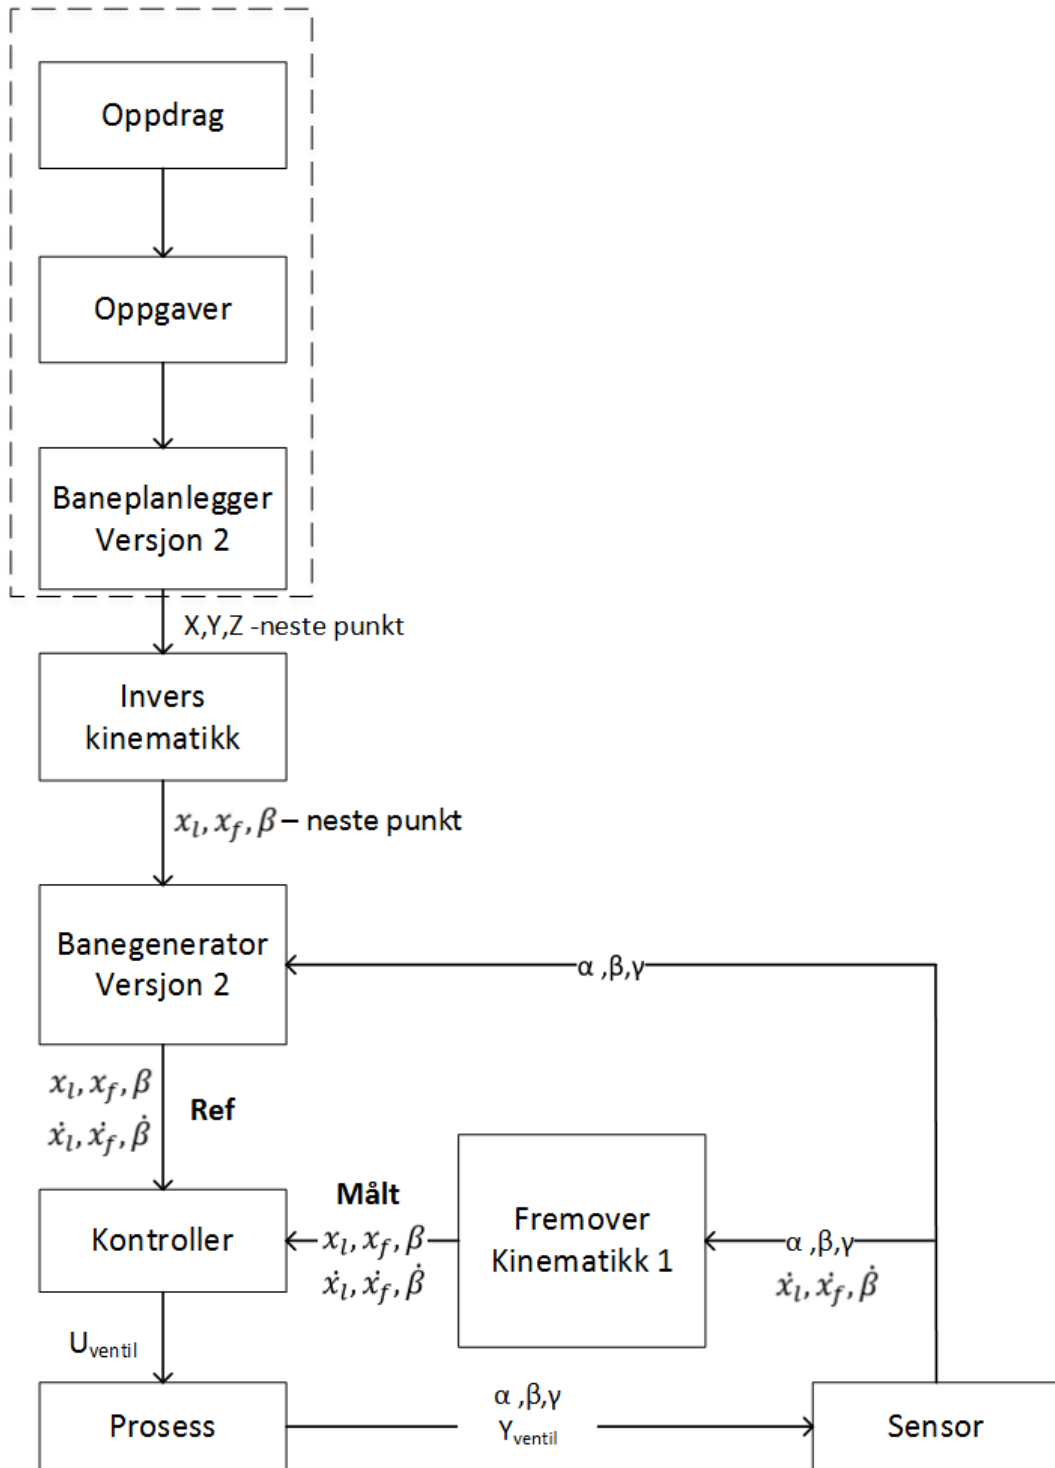 Oppdrag
Oppgaver
Baneplanlegger
Versjon 2
X,Y,Z -neste punkt
Invers
kinematikk
x_l, x_f, β – neste punkt
Banegenerator
Versjon 2
α ,β,γ
x_l, x_f, β
ẋ_l, ẋ_f, β̇
Ref
Målt
x_l, x_f, β
ẋ_l, ẋ_f, β̇
Fremover
Kinematikk 1
α ,β,γ
ẋ_l, ẋ_f, β̇
Kontroller
U_ventil
Prosess
α ,β,γ
Y_ventil
Sensor